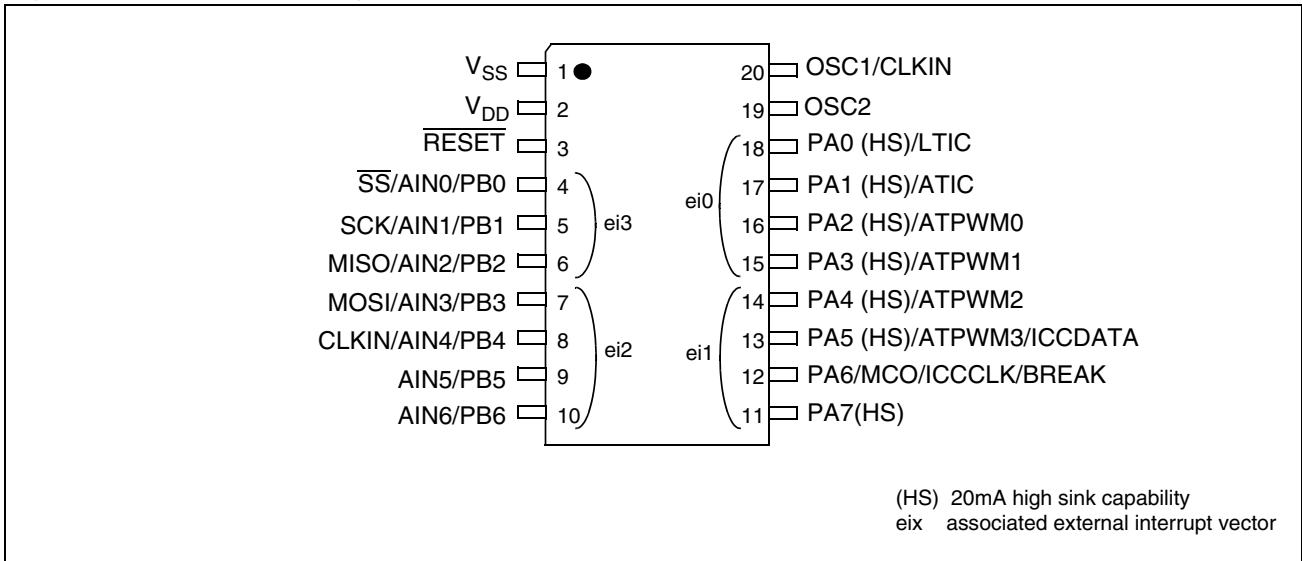 VSS 1 20 OSC1/CLKIN
VDD 2 19 OSC2
RESET 3 18 PA0 (HS)/LTIC
SS/AIN0/PB0 4 17 PA1 (HS)/ATIC
ei3 ei0
SCK/AIN1/PB1 5 16 PA2 (HS)/ATPWM0
MISO/AIN2/PB2 6 15 PA3 (HS)/ATPWM1
MOSI/AIN3/PB3 7 14 PA4 (HS)/ATPWM2
CLKIN/AIN4/PB4 8 13 PA5 (HS)/ATPWM3/ICCDATA
ei2 ei1
AIN5/PB5 9 12 PA6/MCO/ICCCLK/BREAK
AIN6/PB6 10 11 PA7(HS)
(HS) 20mA high sink capability
eix associated external interrupt vector